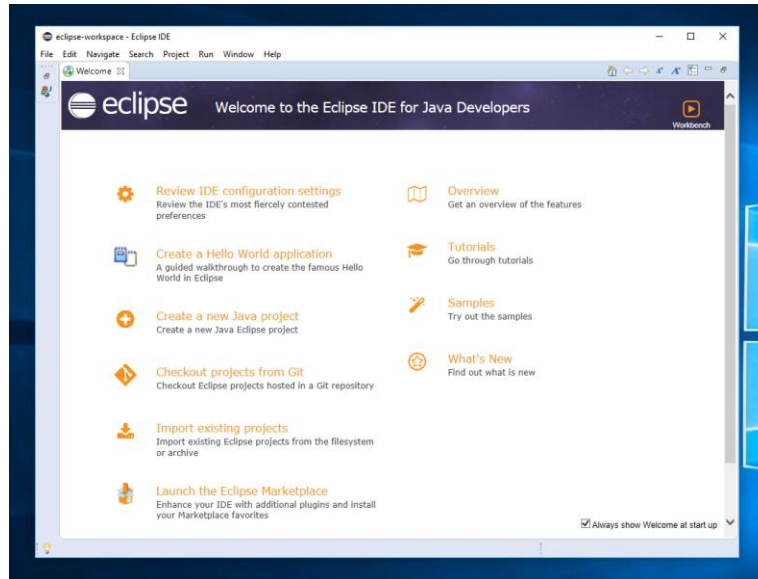 eclipse-workspace - Eclipse IDE
File Edit Navigate Search Project Run Window Help
Welcome
eclipse Welcome to the Eclipse IDE for Java Developers
Workbench
Review IDE configuration settings
Review the IDE's most fiercely contested
preferences
Create a Hello World application
A guided walkthrough to create the famous Hello
World in Eclipse
Create a new Java project
Create a new Java Eclipse project
Checkout projects from Git
Checkout Eclipse projects hosted in a Git repository
Import existing projects
Import existing Eclipse projects from the filesystem
or archive
Launch the Eclipse Marketplace
Enhance your IDE with additional plugins and install
your Marketplace favorites
Overview
Get an overview of the features
Tutorials
Go through tutorials
Samples
Try out the samples
What's New
Find out what is new
Always show Welcome at start up